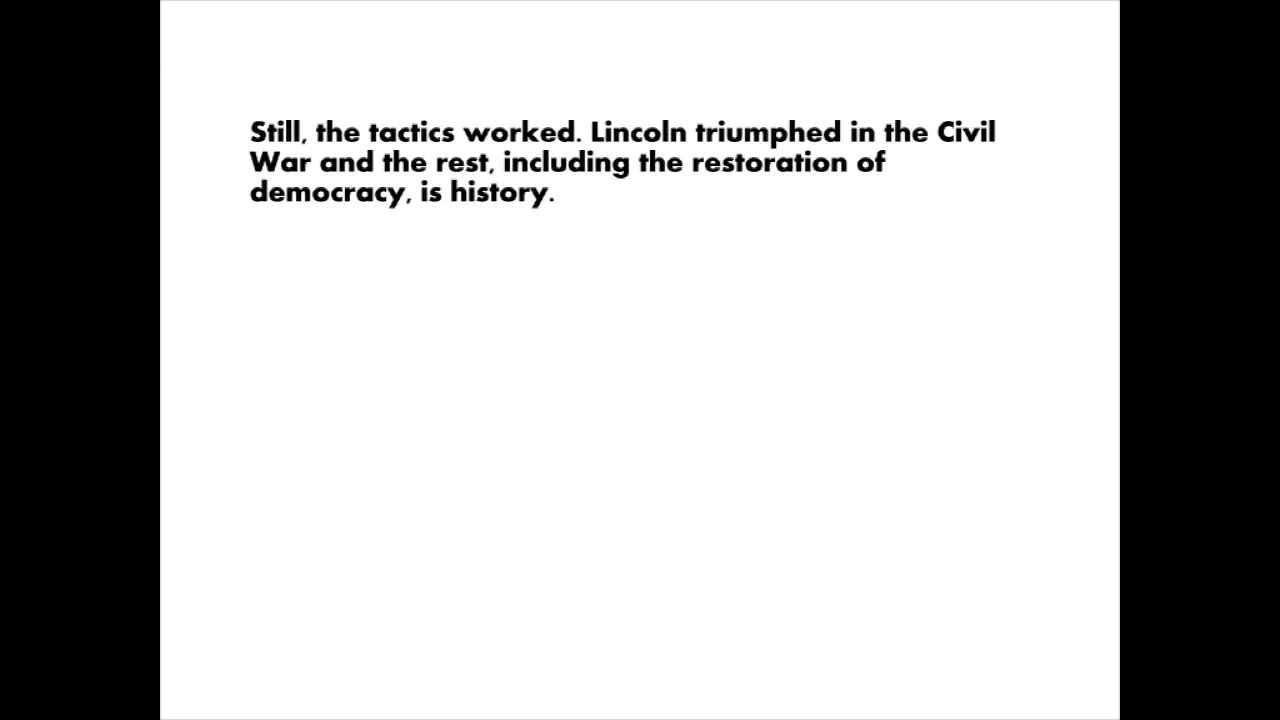 Still, the tactics worked. Lincoln triumphed in the Civil
War and the rest, including the restoration of
democracy, is history.